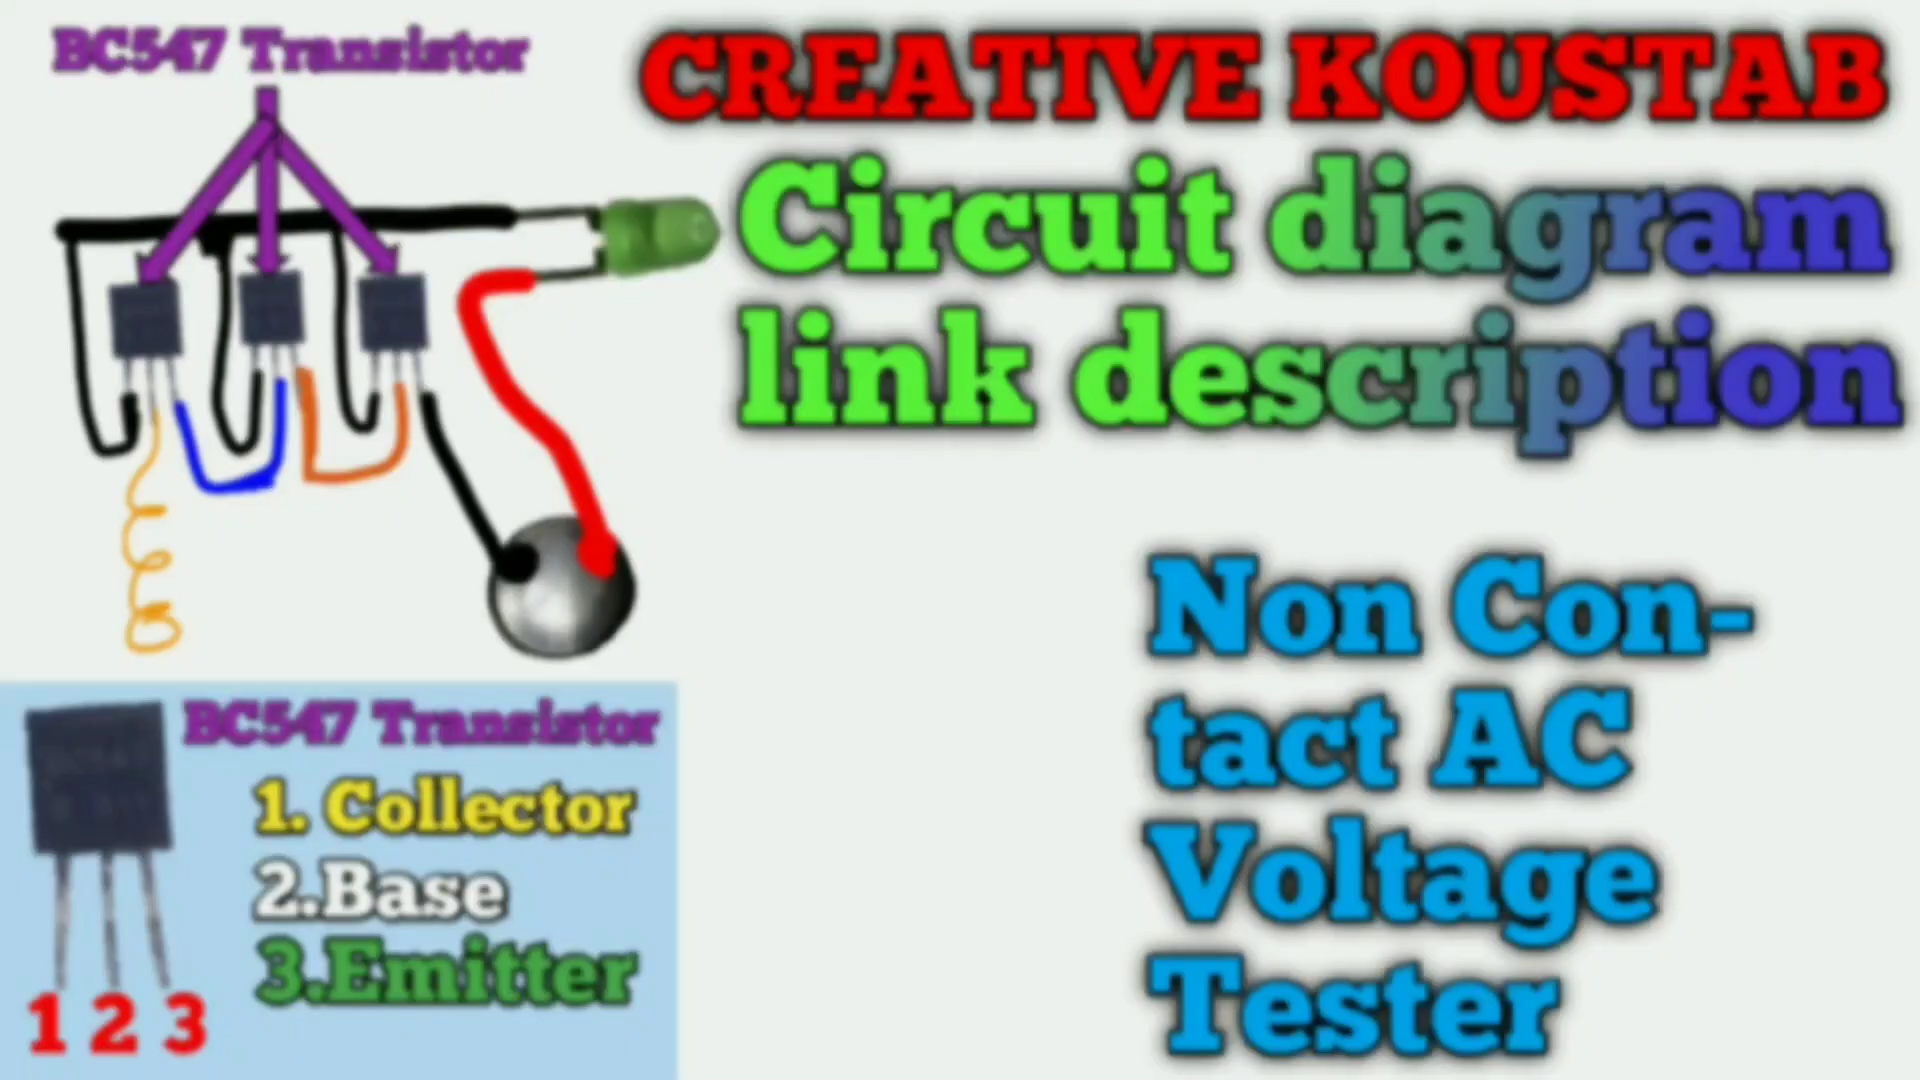 BC547 Transistor
CREATIVE KOUSTAB
Circuit diagram
link description
Non Con-
tact AC
Voltage
Tester
BC547 Transistor
1. Collector
2.Base
3.Emitter
1 2 3